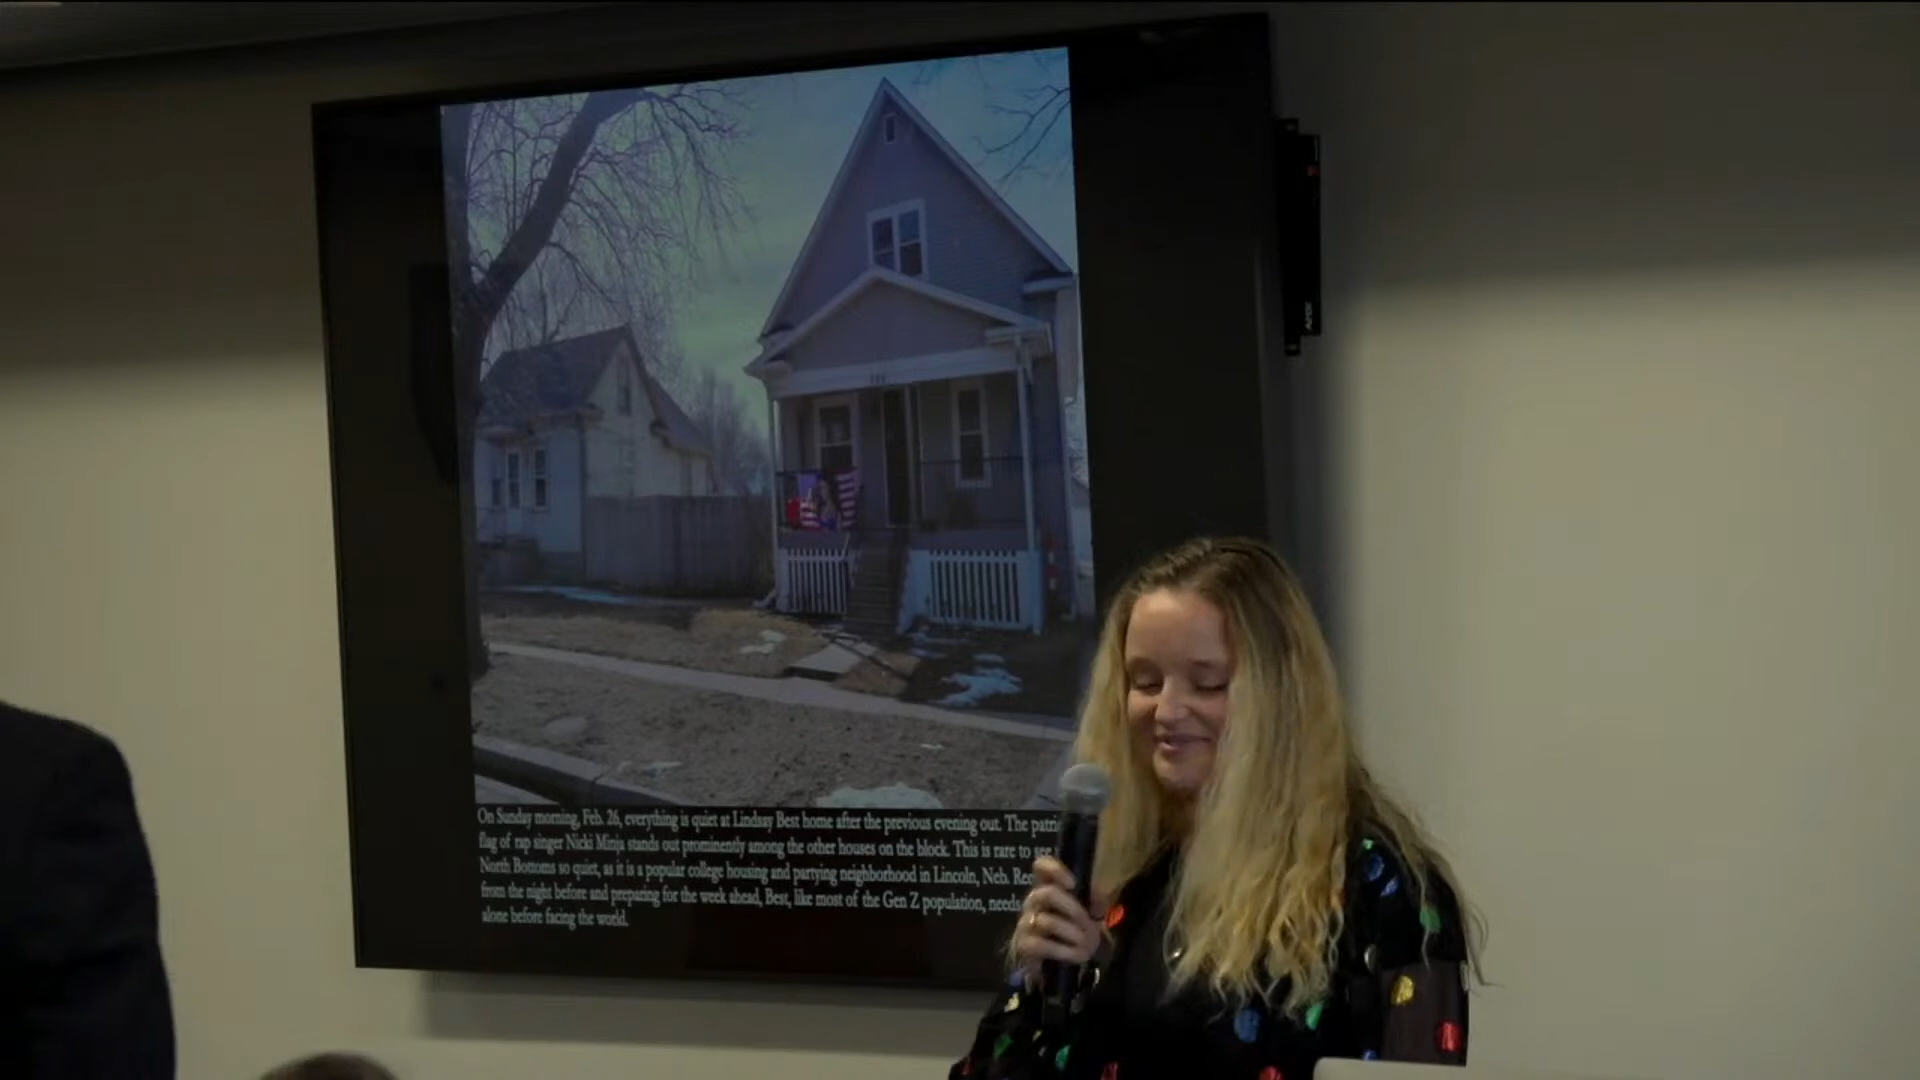 On Sunday morning, Feb. 26, everything is quiet at Lindsay Best home after the previous evening out. The
flag of rap singer Nicki Minja stands out prominently among the other houses on the block. This is rare to see
North Bottoms so quiet, as it is a popular college housing and partying neighborhood in Lincoln, Neb.
from the night before and preparing for the week ahead, Best, like most of the Gen Z population, needs
alone before facing the world.